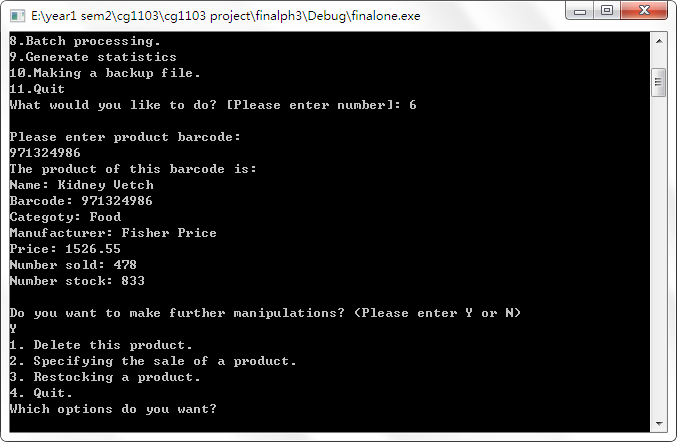 E:\year1 sem2\cg1103\cg1103 project\finalph3\Debug\finalone.exe
8.Batch processing.
9.Generate statistics
10.Making a backup file.
11.Quit
What would you like to do? [Please enter number]: 6
Please enter product barcode:
971324986
The product of this barcode is:
Name: Kidney Vetch
Barcode: 971324986
Categoty: Food
Manufacturer: Fisher Price
Price: 1526.55
Number sold: 478
Number stock: 833
Do you want to make further manipulations? (Please enter Y or N)
Y
1. Delete this product.
2. Specifying the sale of a product.
3. Restocking a product.
4. Quit.
Which options do you want?